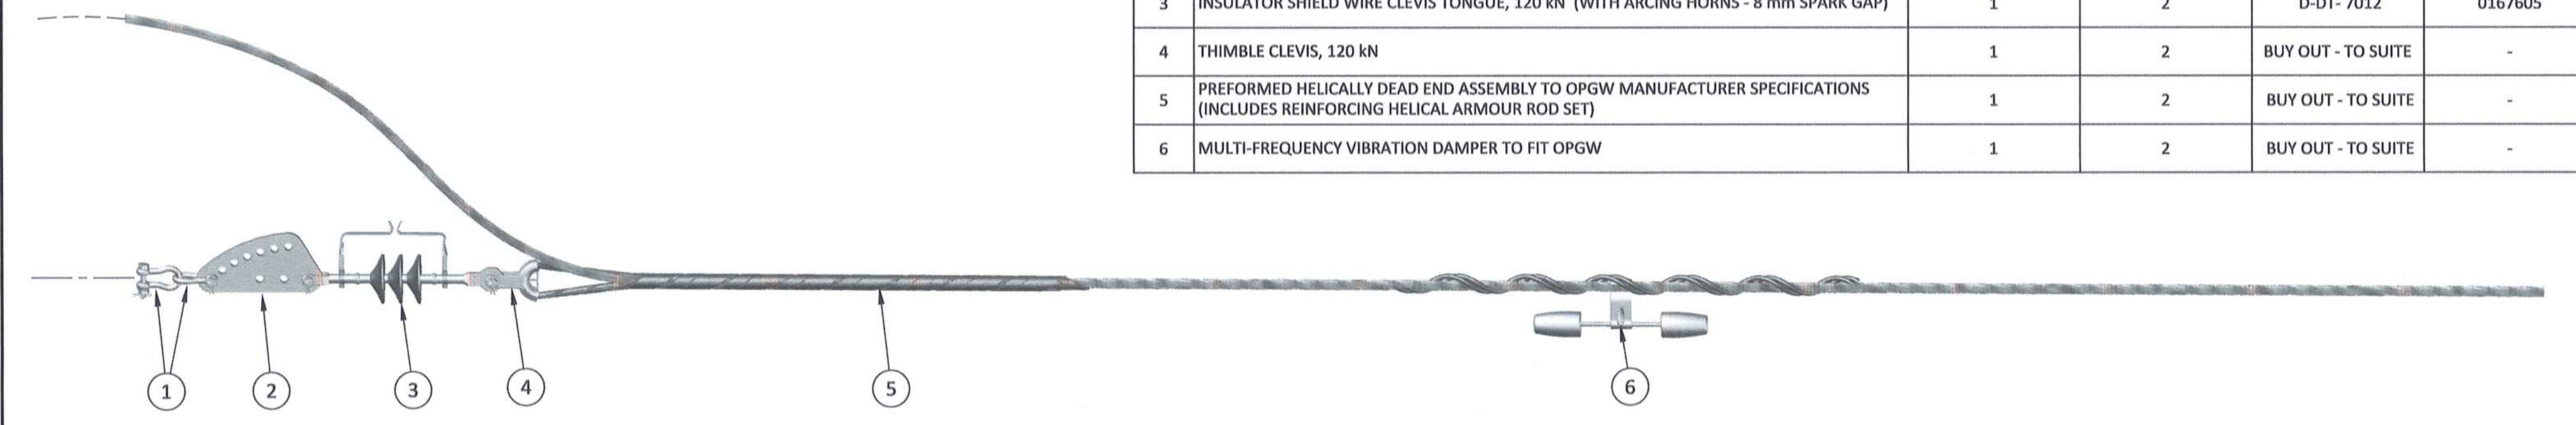 3 INSULATOR SHIELD WIRE CLEVIS TONGUE, 120 kN (WITH ARCING HORNS - 8 mm SPARK GAP) 1 2 D-DT- 7012 0167605
4 THIMBLE CLEVIS, 120 kN 1 2 BUY OUT - TO SUITE -
5 PREFORMED HELICALLY DEAD END ASSEMBLY TO OPGW MANUFACTURER SPECIFICATIONS 1 2 BUY OUT - TO SUITE -
(INCLUDES REINFORCING HELICAL ARMOUR ROD SET)
6 MULTI-FREQUENCY VIBRATION DAMPER TO FIT OPGW 1 2 BUY OUT - TO SUITE -
1 2 3 4 5 6